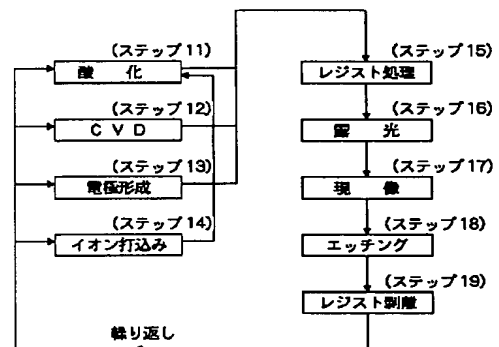 (ステップ11)
酸 化
(ステップ12)
CVD
(ステップ13)
電極形成
(ステップ14)
イオン打込み
繰り返し
(ステップ15)
レジスト処理
(ステップ16)
露 光
(ステップ17)
現 像
(ステップ18)
エッチング
(ステップ19)
レジスト剥離